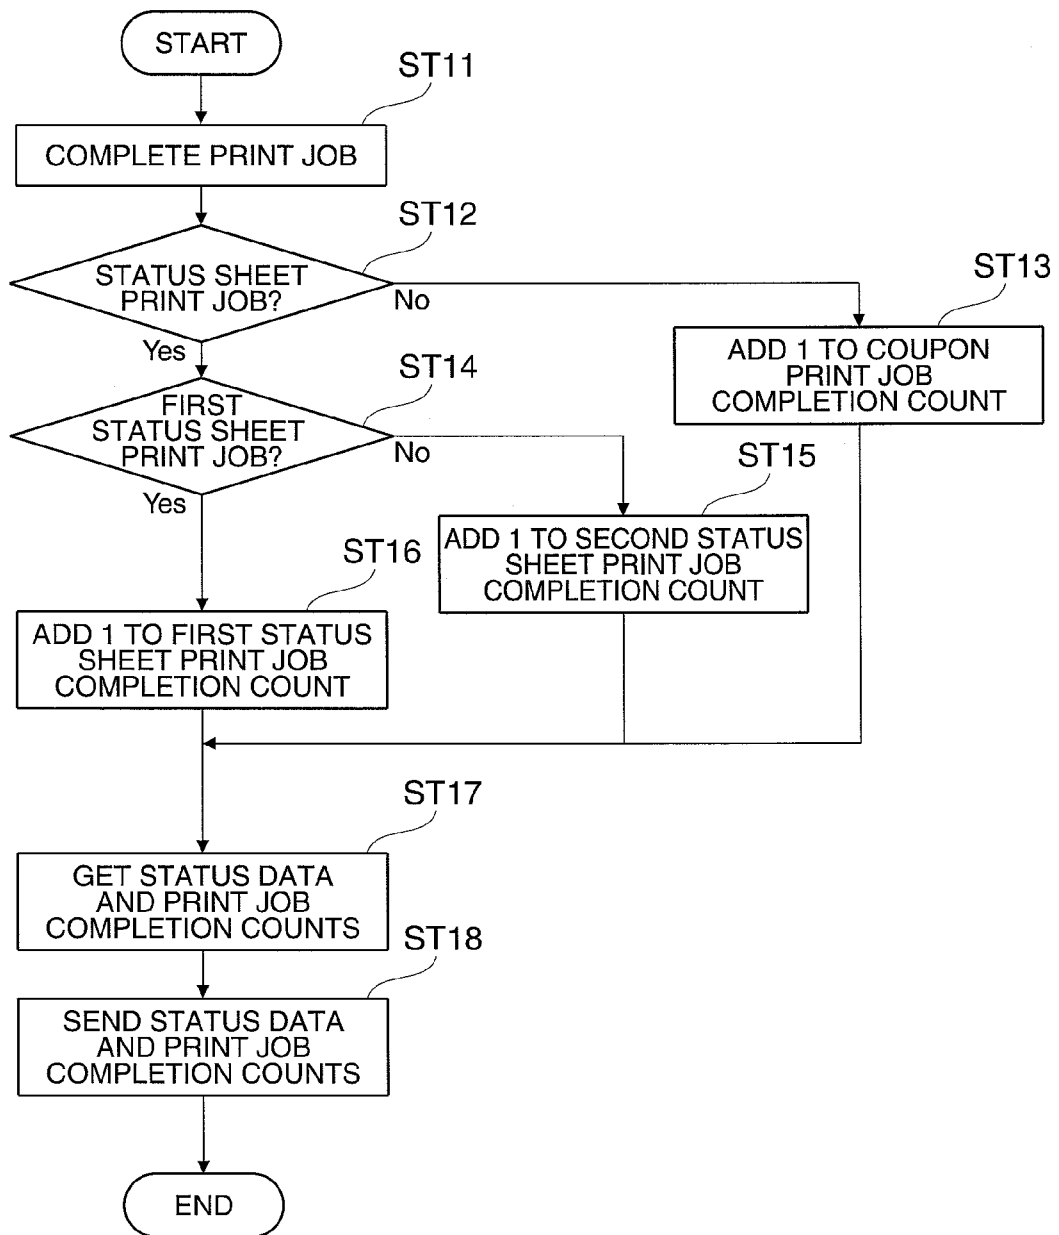 START
ST11
COMPLETE PRINT JOB
ST12
STATUS SHEET
PRINT JOB?
No
Yes
ST13
ADD 1 TO COUPON
PRINT JOB
COMPLETION COUNT
ST14
FIRST
STATUS SHEET
PRINT JOB?
No
Yes
ST15
ADD 1 TO SECOND STATUS
SHEET PRINT JOB
COMPLETION COUNT
ST16
ADD 1 TO FIRST STATUS
SHEET PRINT JOB
COMPLETION COUNT
ST17
GET STATUS DATA
AND PRINT JOB
COMPLETION COUNTS
ST18
SEND STATUS DATA
AND PRINT JOB
COMPLETION COUNTS
END